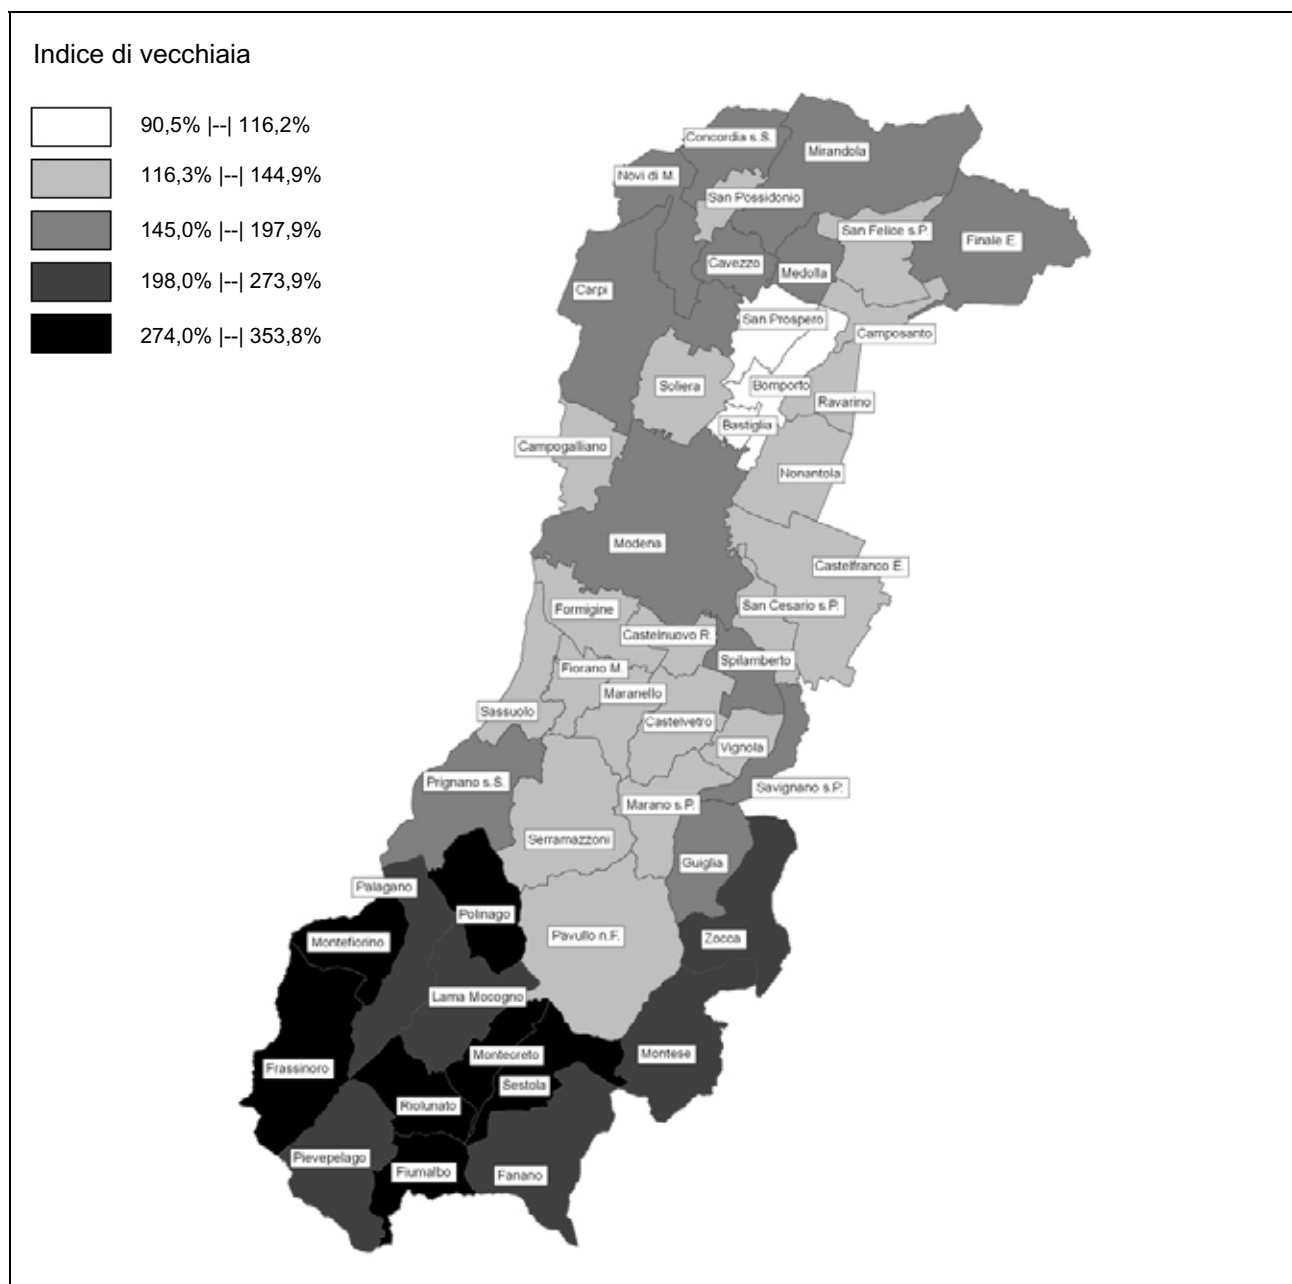 Indice di vecchiaia
90,5% |--| 116,2%
116,3% |--| 144,9%
145,0% |--| 197,9%
198,0% |--| 273,9%
274,0% |--| 353,8%
Concordia s.S.
Mirandola
Novi di M.
San Possidonio
San Felice s.P.
Finale E.
Cavezzo
Medolla
Carpi
San Prospero
Camposanto
Soliera
Bomporto
Ravarino
Bastiglia
Campogalliano
Nonantola
Modena
Castelfranco E.
San Cesario s.P.
Formigine
Castelnuovo R.
Spilamberto
Fiorano M.
Maranello
Sassuolo
Castelvetro
Vignola
Prignano s.S.
Savignano s.P.
Marano s.P.
Serramazzoni
Guiglia
Palagano
Polinago
Pavullo n.F.
Zocca
Montefiorino
Lama Mocogno
Montecreto
Montese
Frassinoro
Sestola
Riolunato
Pievepelago
Fiumalbo
Fanano